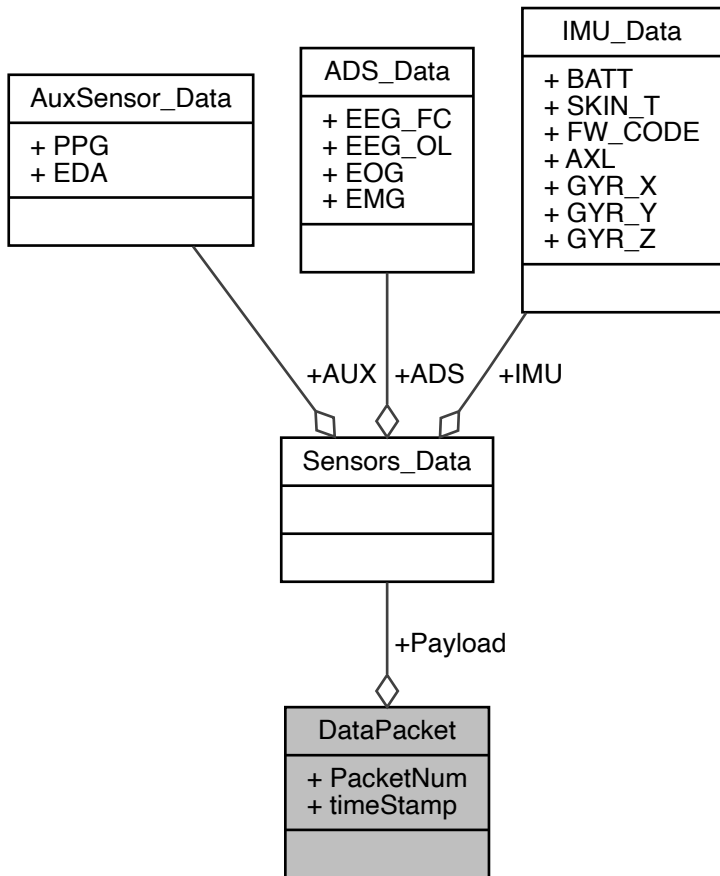 AuxSensor_Data
+ PPG
+ EDA
ADS_Data
+ EEG_FC
+ EEG_OL
+ EOG
+ EMG
IMU_Data
+ BATT
+ SKIN_T
+ FW_CODE
+ AXL
+ GYR_X
+ GYR_Y
+ GYR_Z
+AUX
+ADS
+IMU
Sensors_Data
+Payload
DataPacket
+ PacketNum
+ timeStamp